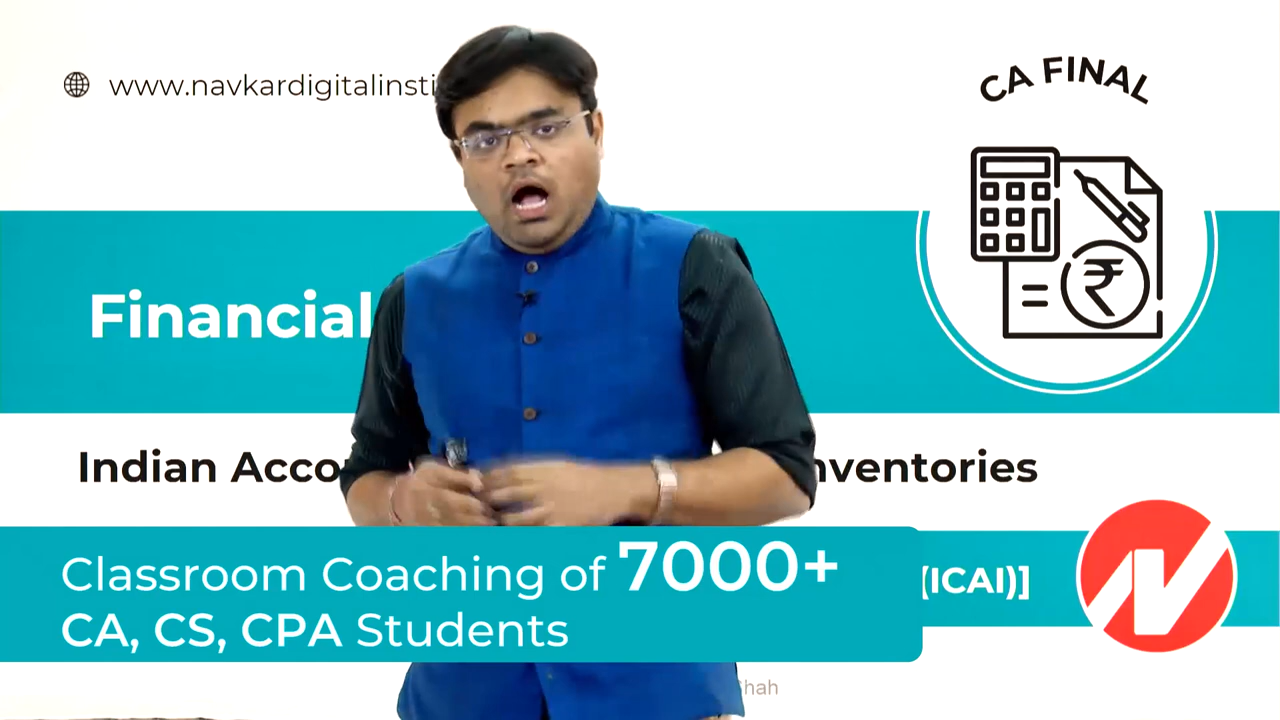 www.navkardigitalinsti
CA FINAL
Financial
Indian Acco nventories
Classroom Coaching of 7000+
CA, CS, CPA Students
(ICAI)]
hah